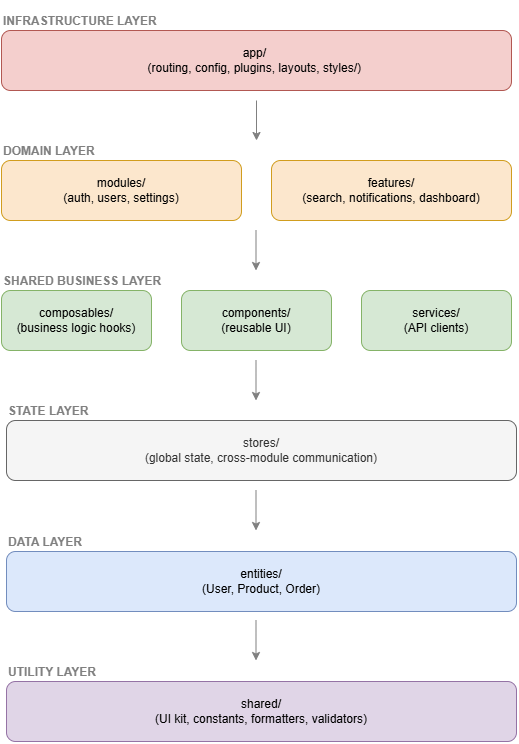 INFRASTRUCTURE LAYER
app/
(routing, config, plugins, layouts, styles/)
DOMAIN LAYER
modules/
(auth, users, settings)
features/
(search, notifications, dashboard)
SHARED BUSINESS LAYER
composables/
(business logic hooks)
components/
(reusable UI)
services/
(API clients)
STATE LAYER
stores/
(global state, cross-module communication)
DATA LAYER
entities/
(User, Product, Order)
UTILITY LAYER
shared/
(UI kit, constants, formatters, validators)